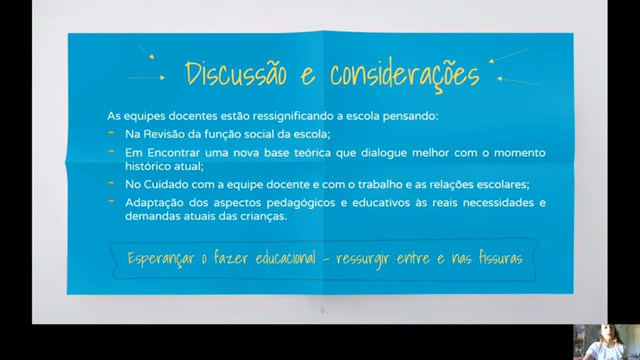 Discussão e considerações
As equipes docentes estão ressignificando a escola pensando:
- Na Revisão da função social da escola;
- Em Encontrar uma nova base teórica que dialogue melhor com o momento
histórico atual;
- No Cuidado com a equipe docente e com o trabalho e as relações escolares;
- Adaptação dos aspectos pedagógicos e educativos às reais necessidades e
demandas atuais das crianças.
Esperançar o fazer educacional - ressurgir entre e nas fissuras
6